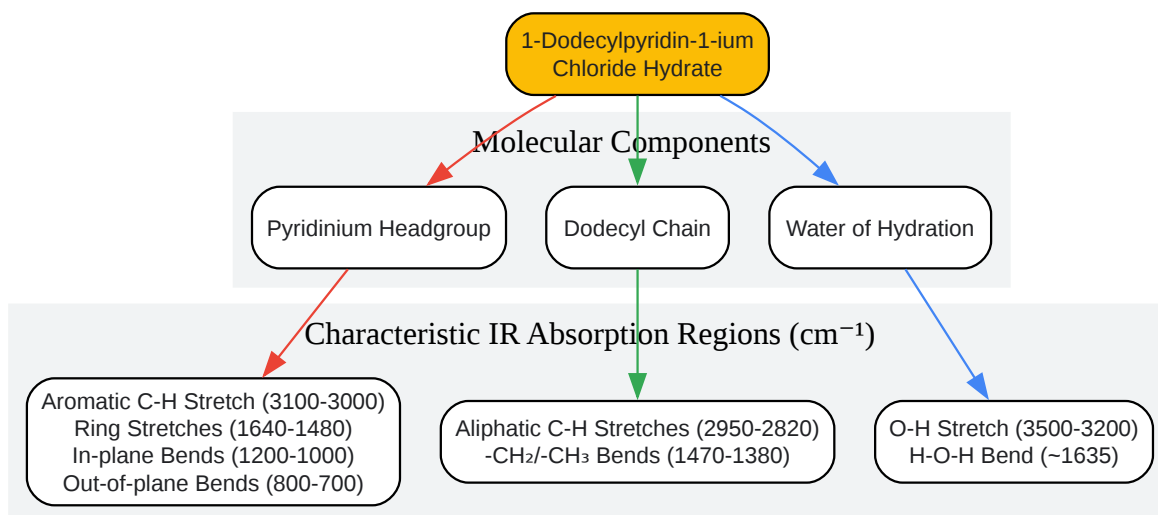 1-Dodecylpyridin-1-ium
Chloride Hydrate
Molecular Components
Pyridinium Headgroup
Dodecyl Chain
Water of Hydration
Characteristic IR Absorption Regions (cm⁻¹)
Aromatic C-H Stretch (3100-3000)
Ring Stretches (1640-1480)
In-plane Bends (1200-1000)
Out-of-plane Bends (800-700)
Aliphatic C-H Stretches (2950-2820)
-CH₂/-CH₃ Bends (1470-1380)
O-H Stretch (3500-3200)
H-O-H Bend (~1635)